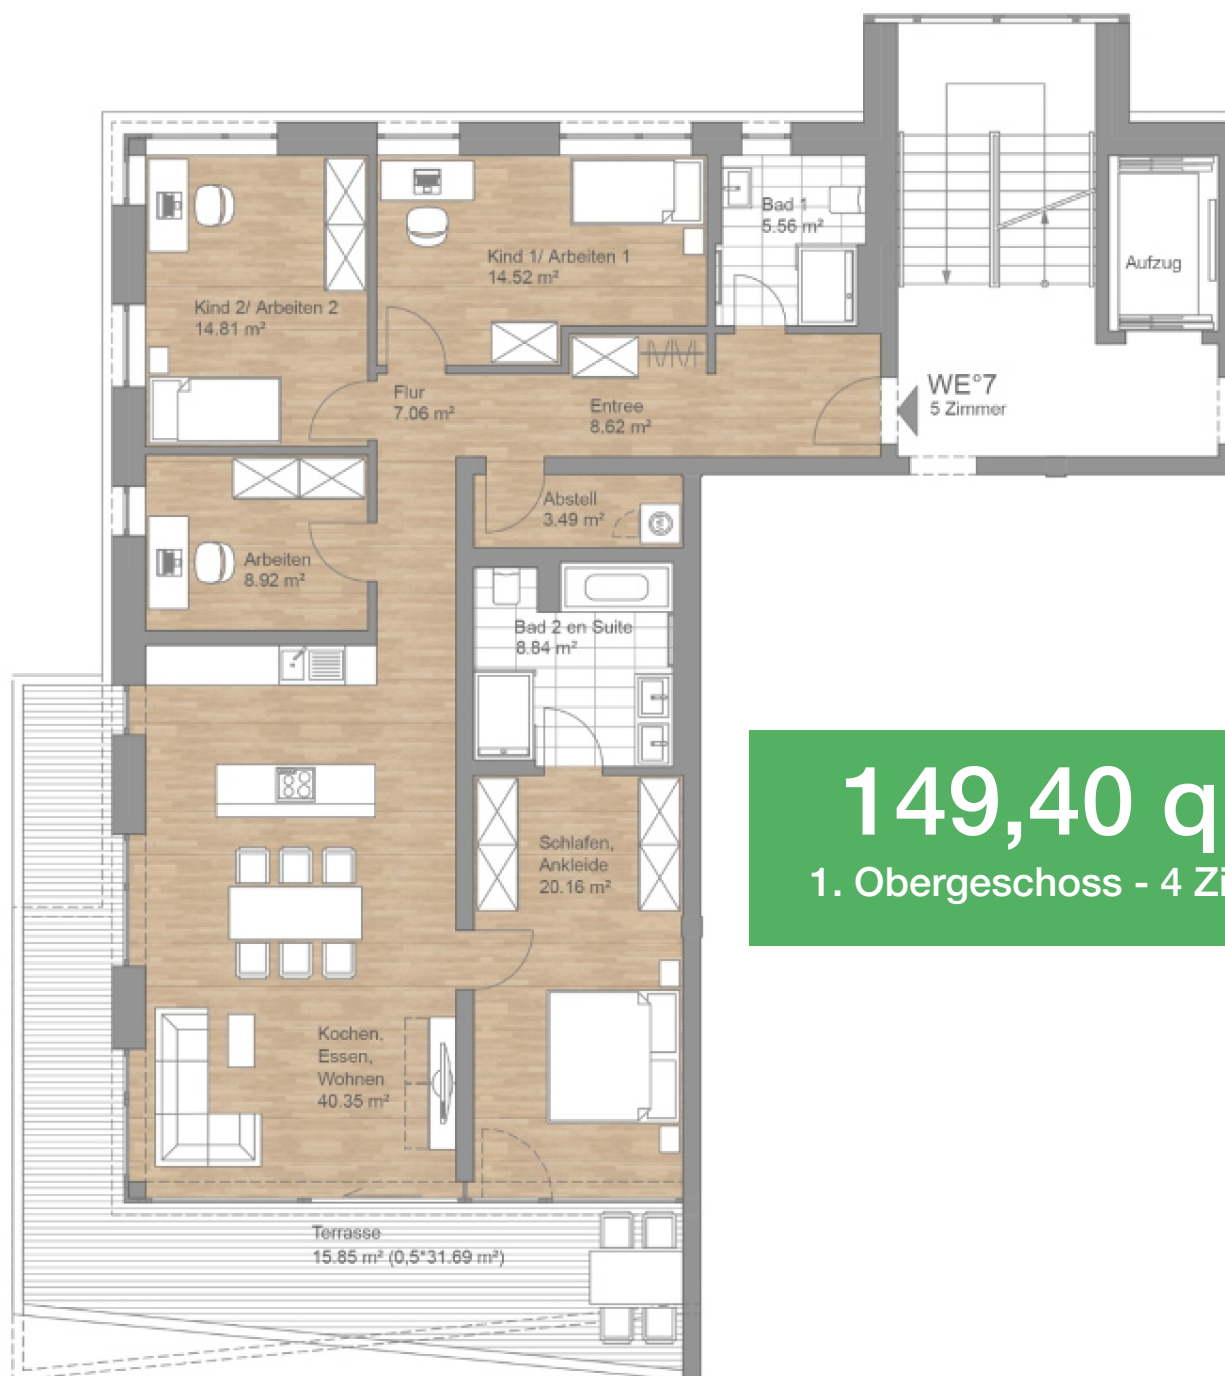 Bad 1
5.56 m²
Kind 1/ Arbeiten 1
14.52 m²
Aufzug
Kind 2/ Arbeiten 2
14.81 m²
WE°7
5 Zimmer
Flur
7.06 m²
Entree
8.62 m²
Abstell
3.49 m²
Arbeiten
8.92 m²
Bad 2 en Suite
8.84 m²
149,40 q
1. Obergeschoss - 4 Zi
Schlafen,
Ankleide
20.16 m²
Kochen,
Essen,
Wohnen
40.35 m²
Terrasse
15.85 m² (0,5*31.69 m²)